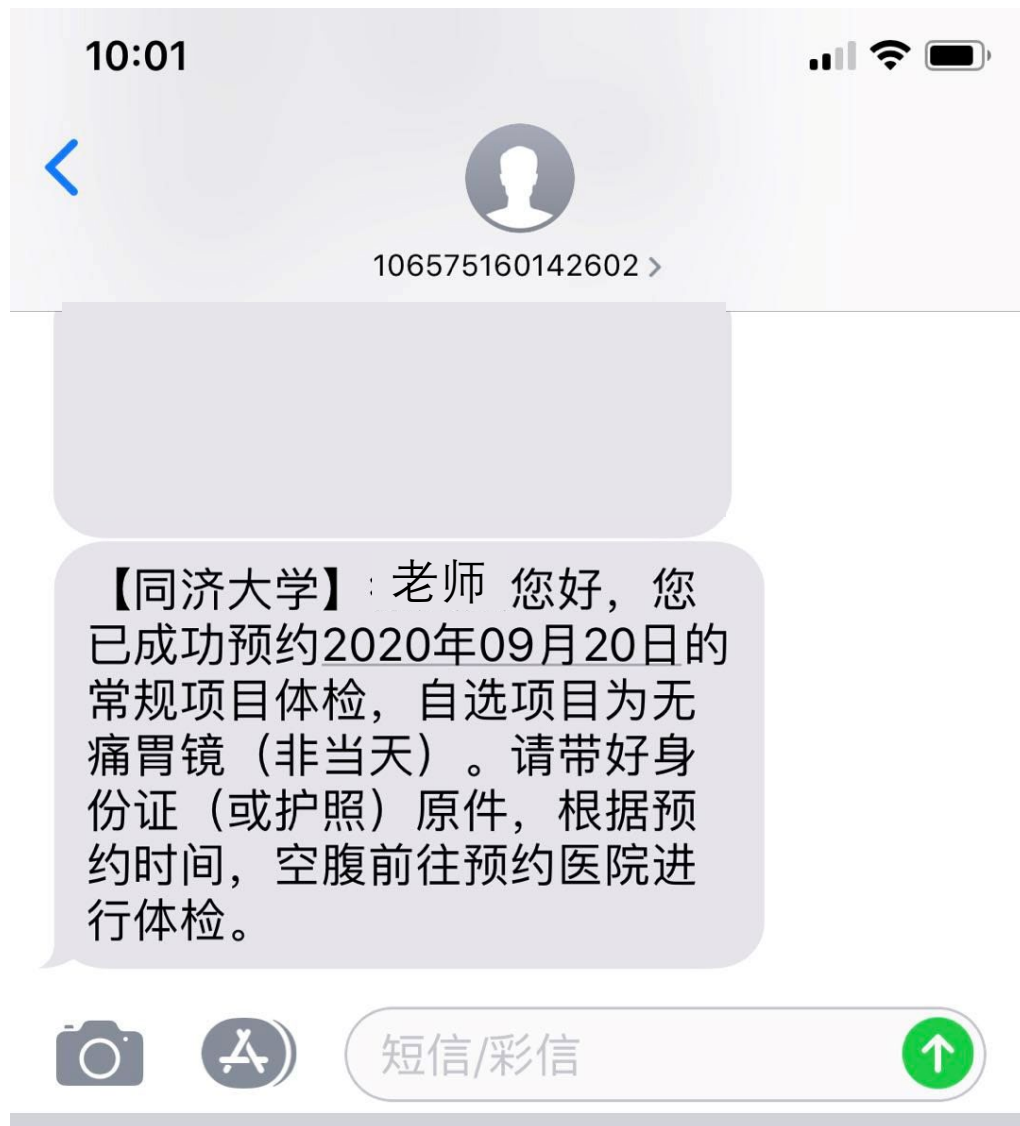 10:01
106575160142602
【同济大学】 老师 您好，您
已成功预约2020年09月20日的
常规项目体检，自选项目为无
痛胃镜（非当天）。请带好身
份证（或护照）原件，根据预
约时间，空腹前往预约医院进
行体检。
短信/彩信